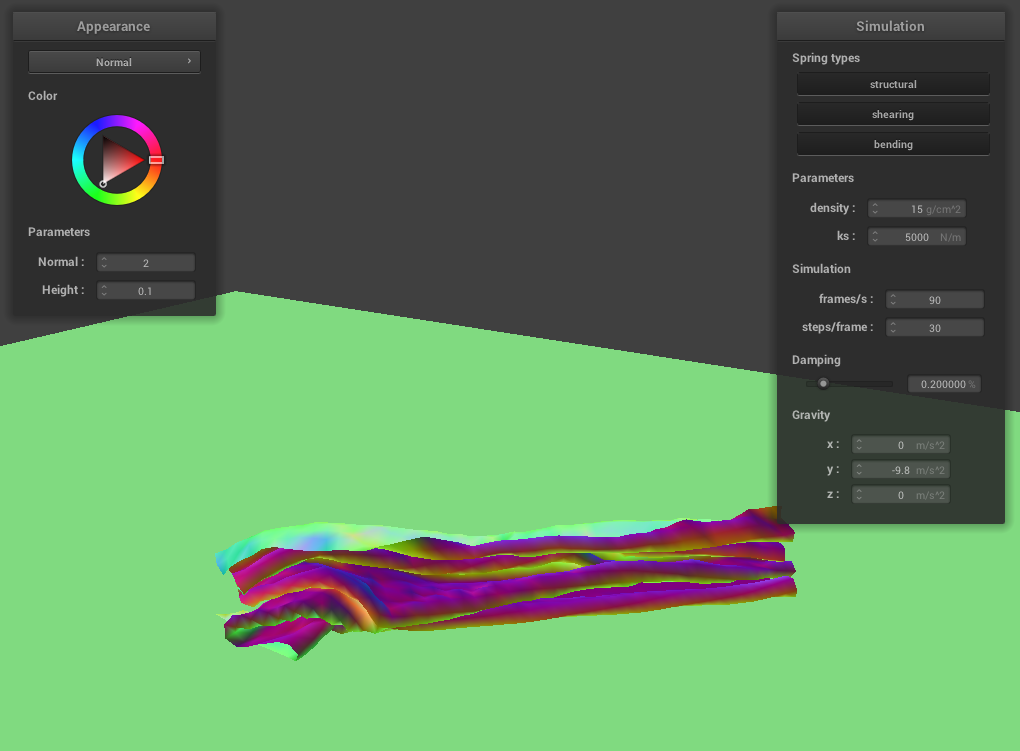 Appearance
Normal
Color
Parameters
Normal : 2
Height : 0.1
Simulation
Spring types
structural
shearing
bending
Parameters
density : 15 g/cm^2
ks : 5000 N/m
Simulation
frames/s : 90
steps/frame : 30
Damping
0.200000 %
Gravity
x : 0 m/s^2
y : -9.8 m/s^2
z : 0 m/s^2